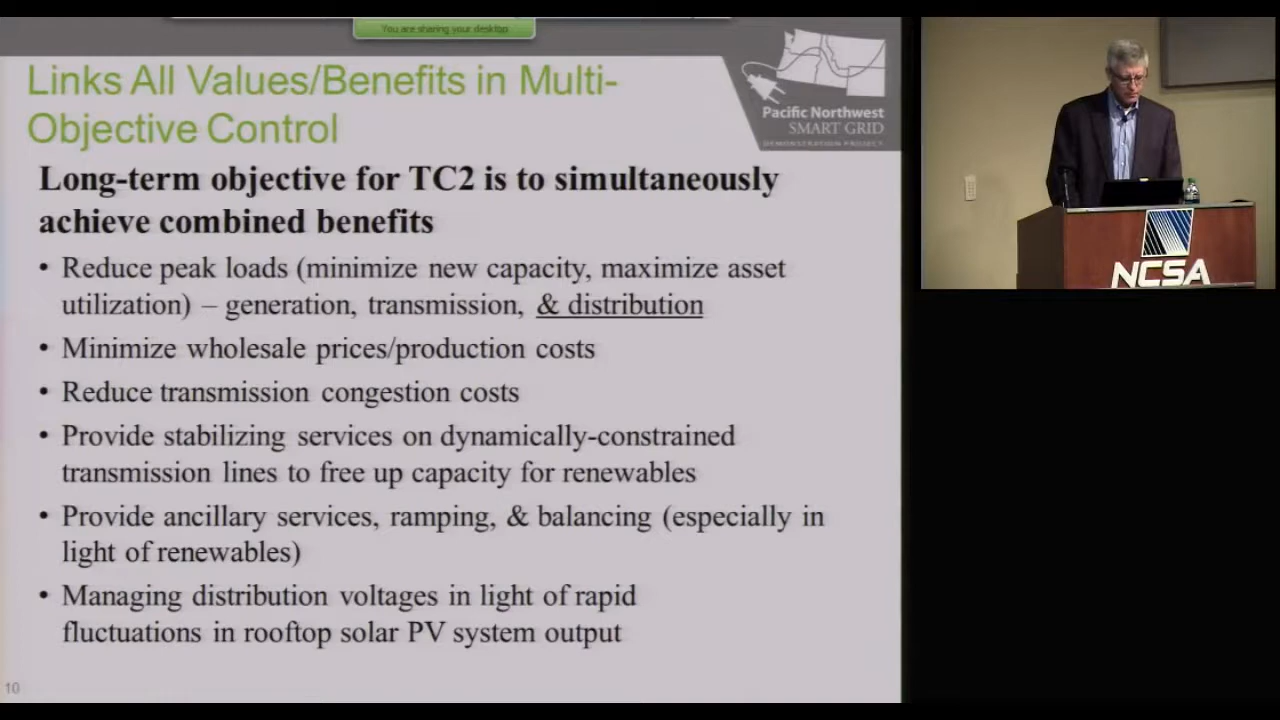 You are sharing your desktop
Links All Values/Benefits in Multi-
Objective Control
Pacific Northwest
SMART GRID
DEMONSTRATION PROJECT
Long-term objective for TC2 is to simultaneously
achieve combined benefits
• Reduce peak loads (minimize new capacity, maximize asset
utilization) – generation, transmission, & distribution
• Minimize wholesale prices/production costs
• Reduce transmission congestion costs
• Provide stabilizing services on dynamically-constrained
transmission lines to free up capacity for renewables
• Provide ancillary services, ramping, & balancing (especially in
light of renewables)
• Managing distribution voltages in light of rapid
fluctuations in rooftop solar PV system output
10
NCSA